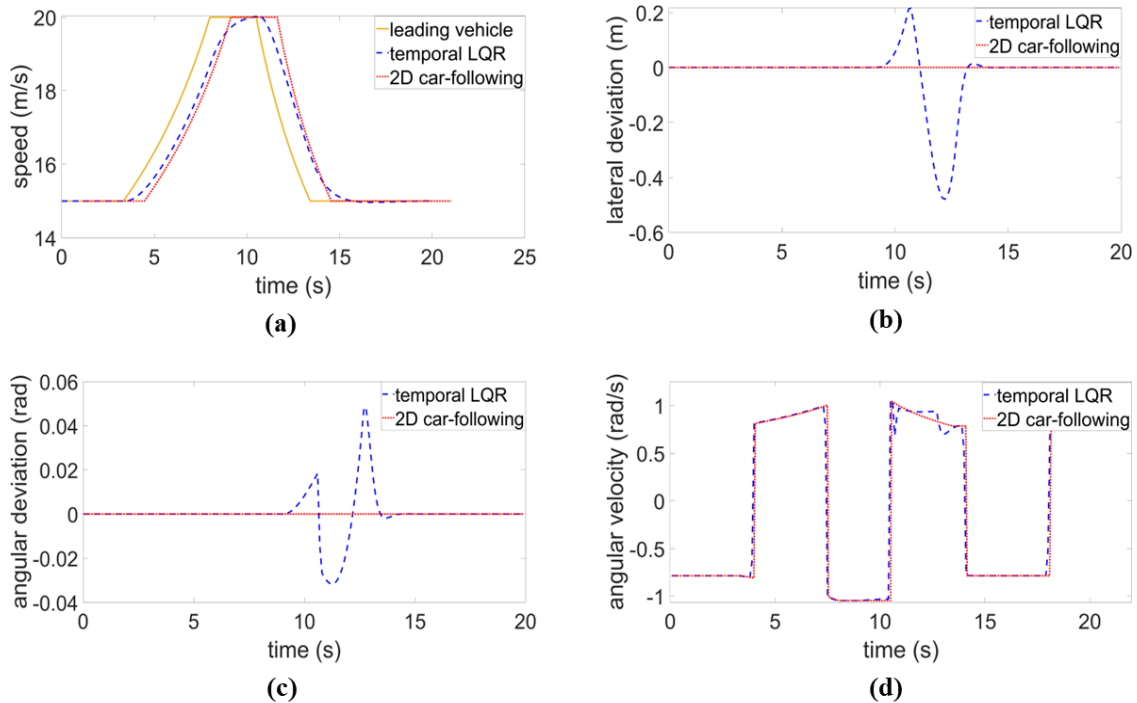 20
18
16
14
speed (m/s)
leading vehicle
temporal LQR
2D car-following
0 5 10 15 20 25
time (s)
(a)
0.2
0
-0.2
-0.4
-0.6
lateral deviation (m)
temporal LQR
2D car-following
0 5 10 15 20
time (s)
(b)
0.06
0.04
0.02
0
-0.02
-0.04
angular deviation (rad)
temporal LQR
2D car-following
0 5 10 15 20
time (s)
(c)
1
0.5
0
-0.5
-1
angular velocity (rad/s)
temporal LQR
2D car-following
0 5 10 15 20
time (s)
(d)